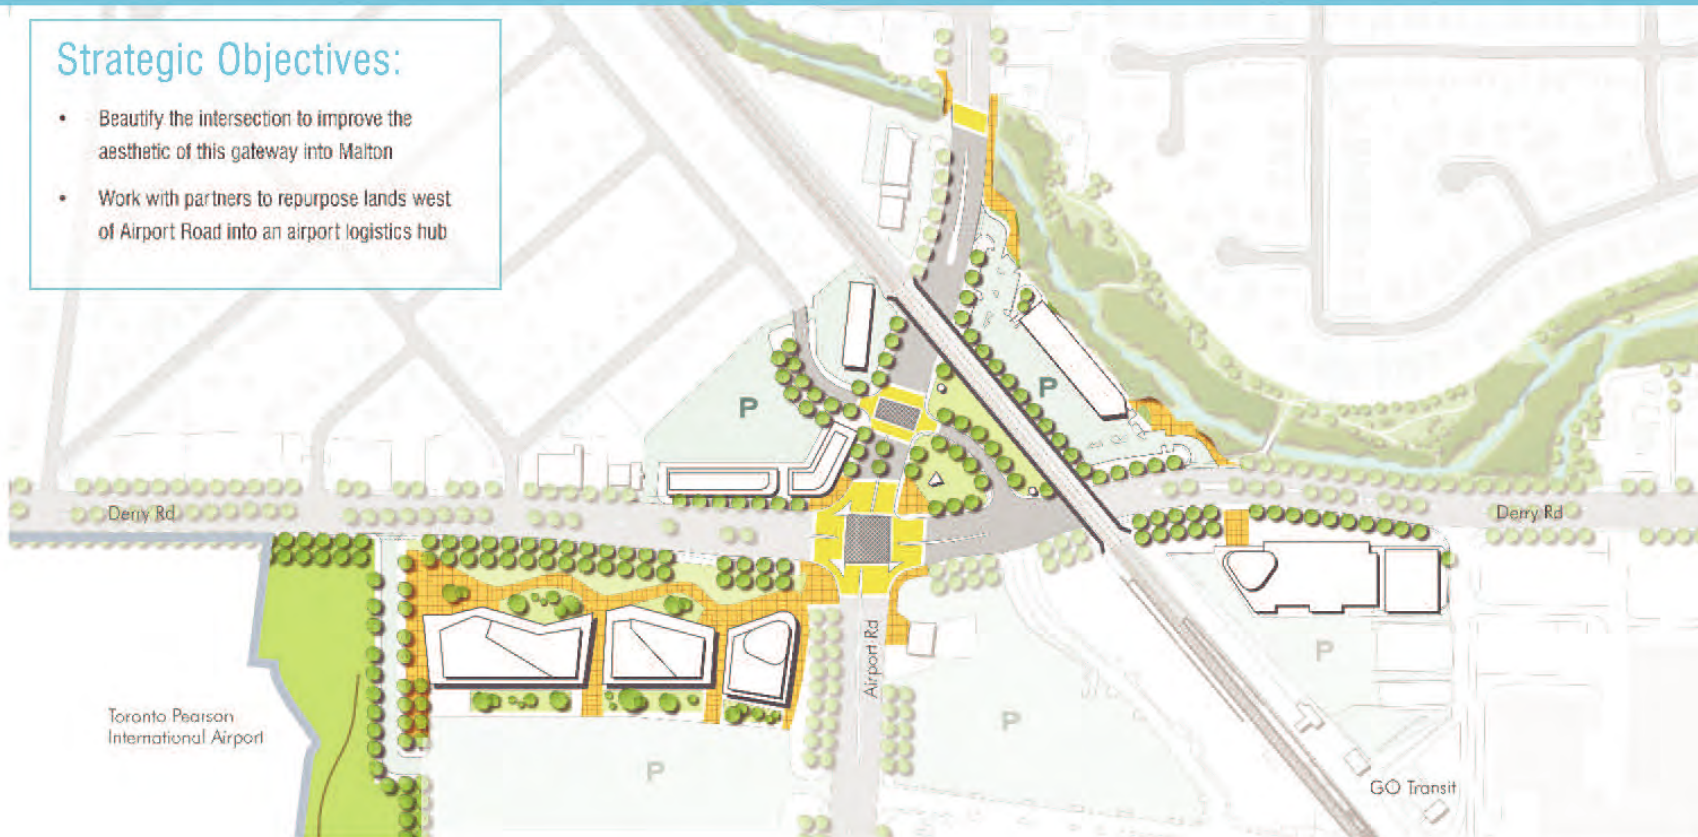 Strategic Objectives:
• Beautify the intersection to improve the
aesthetic of this gateway into Malton
• Work with partners to repurpose lands west
of Airport Road into an airport logistics hub
P
P
Derry Rd
Derry Rd
Airport Rd
P
Toronto Pearson
International Airport
P
P
GO Transit